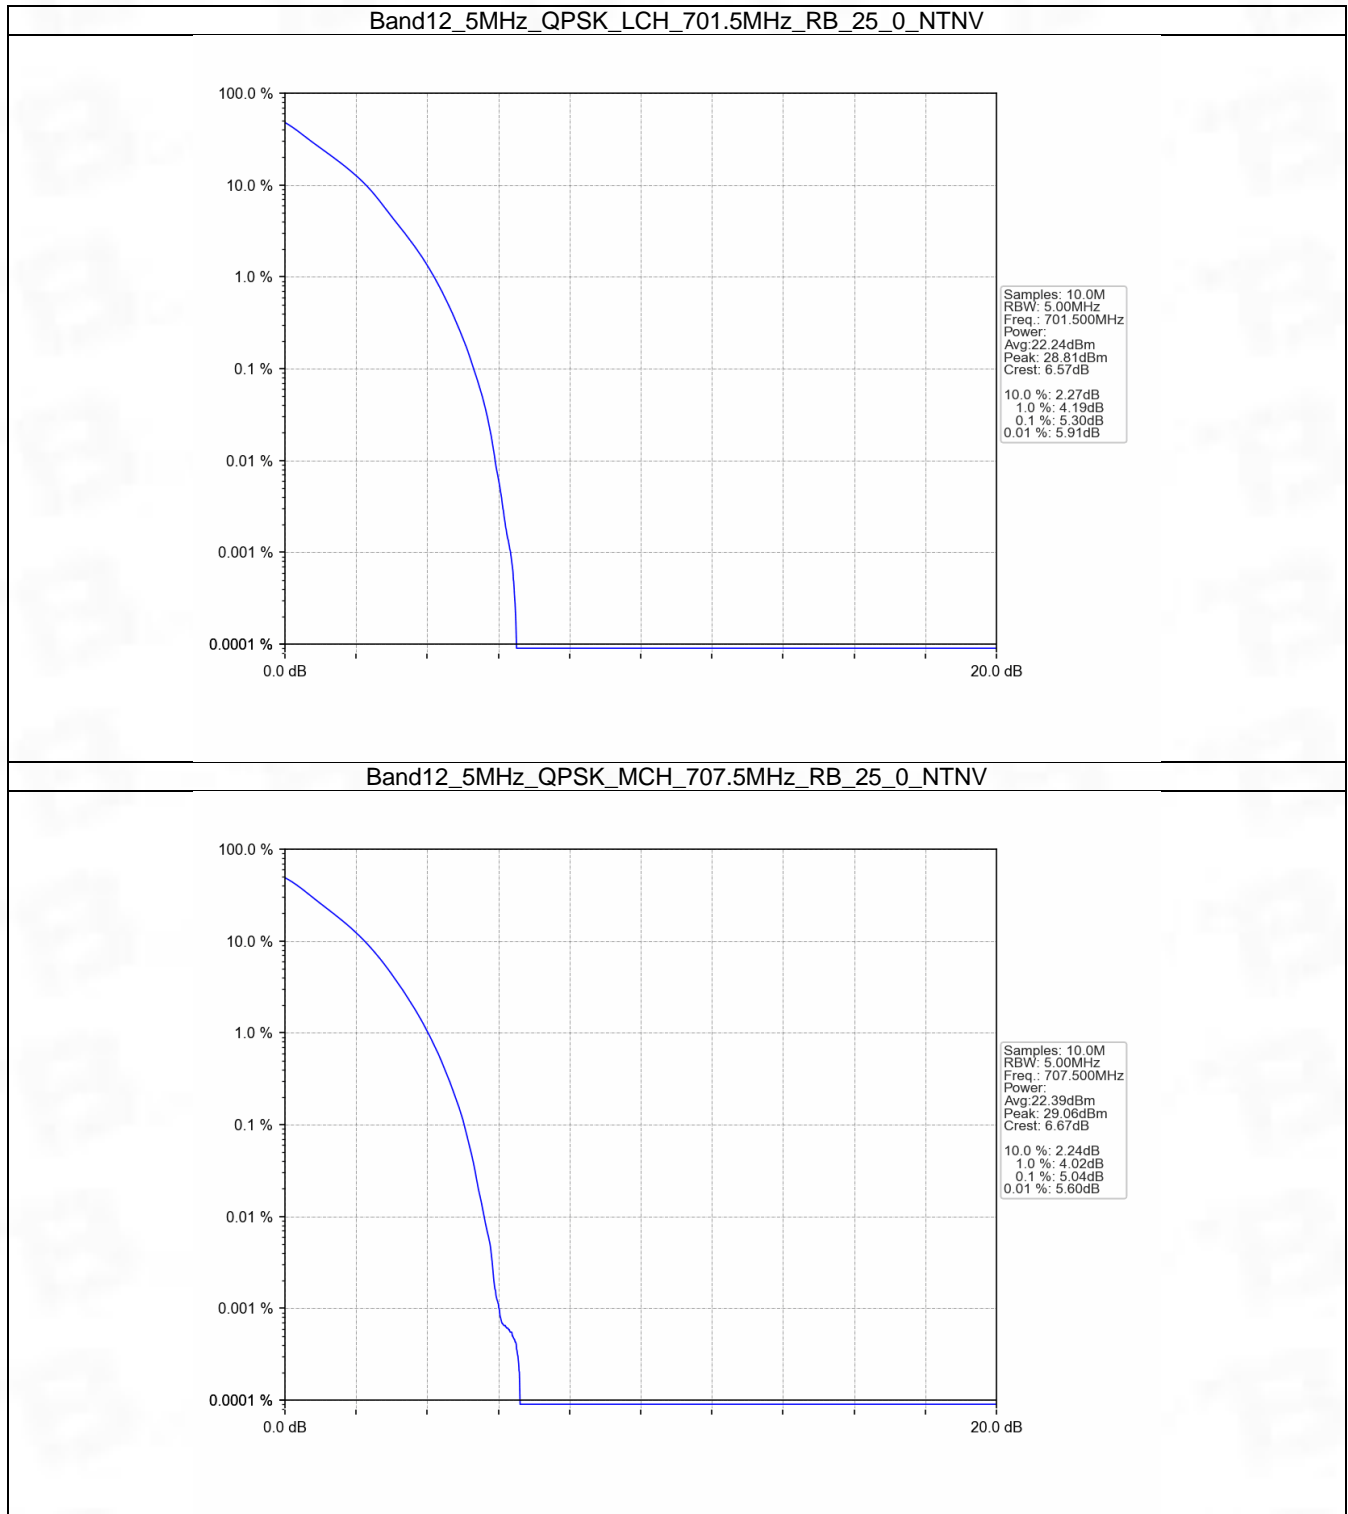 Band12_5MHz_QPSK_LCH_701.5MHz_RB_25_0_NTNV
100.0 %
10.0 %
1.0 %
0.1 %
0.01 %
0.001 %
0.0001 %
0.0 dB
20.0 dB
Samples: 10.0M
RBW: 5.00MHz
Freq.: 701.500MHz
Power:
Avg:22.24dBm
Peak: 28.81dBm
Crest: 6.57dB
10.0 %: 2.27dB
1.0 %: 4.19dB
0.1 %: 5.30dB
0.01 %: 5.91dB
Band12_5MHz_QPSK_MCH_707.5MHz_RB_25_0_NTNV
100.0 %
10.0 %
1.0 %
0.1 %
0.01 %
0.001 %
0.0001 %
0.0 dB
20.0 dB
Samples: 10.0M
RBW: 5.00MHz
Freq.: 707.500MHz
Power:
Avg:22.39dBm
Peak: 29.06dBm
Crest: 6.67dB
10.0 %: 2.24dB
1.0 %: 4.02dB
0.1 %: 5.04dB
0.01 %: 5.60dB